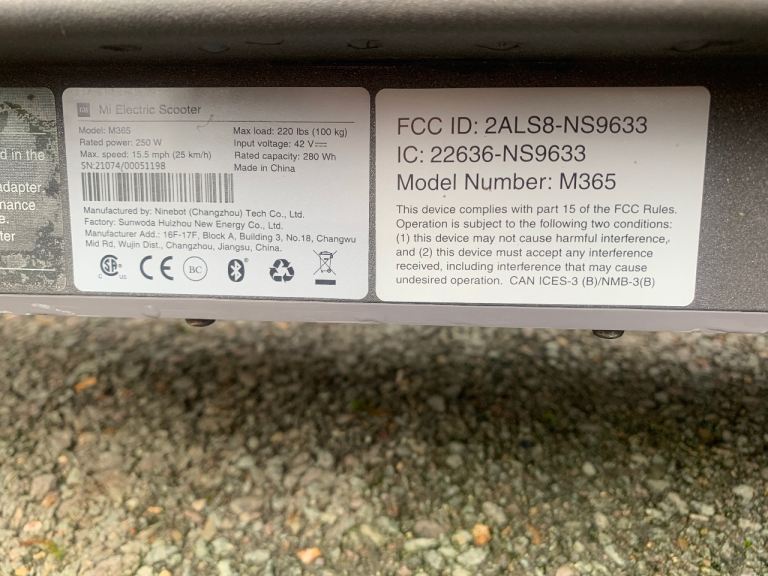 d in the
adapter
nance
e.
ter
mi Mi Electric Scooter
Model: M365
Rated power: 250 W
Max. speed: 15.5 mph (25 km/h)
SN:21074/00051198
Max load: 220 lbs (100 kg)
Input voltage: 42 V⎓
Rated capacity: 280 Wh
Made in China
Manufactured by: Ninebot (Changzhou) Tech Co., Ltd.
Factory: Sunwoda Huizhou New Energy Co., Ltd.
Manufacturer Add.: 16F-17F, Block A, Building 3, No.18, Changwu
Mid Rd, Wujin Dist., Changzhou, Jiangsu, China.
C SA US CE BC
FCC ID: 2ALS8-NS9633
IC: 22636-NS9633
Model Number: M365
This device complies with part 15 of the FCC Rules.
Operation is subject to the following two conditions:
(1) this device may not cause harmful interference,
and (2) this device must accept any interference
received, including interference that may cause
undesired operation. CAN ICES-3 (B)/NMB-3(B)